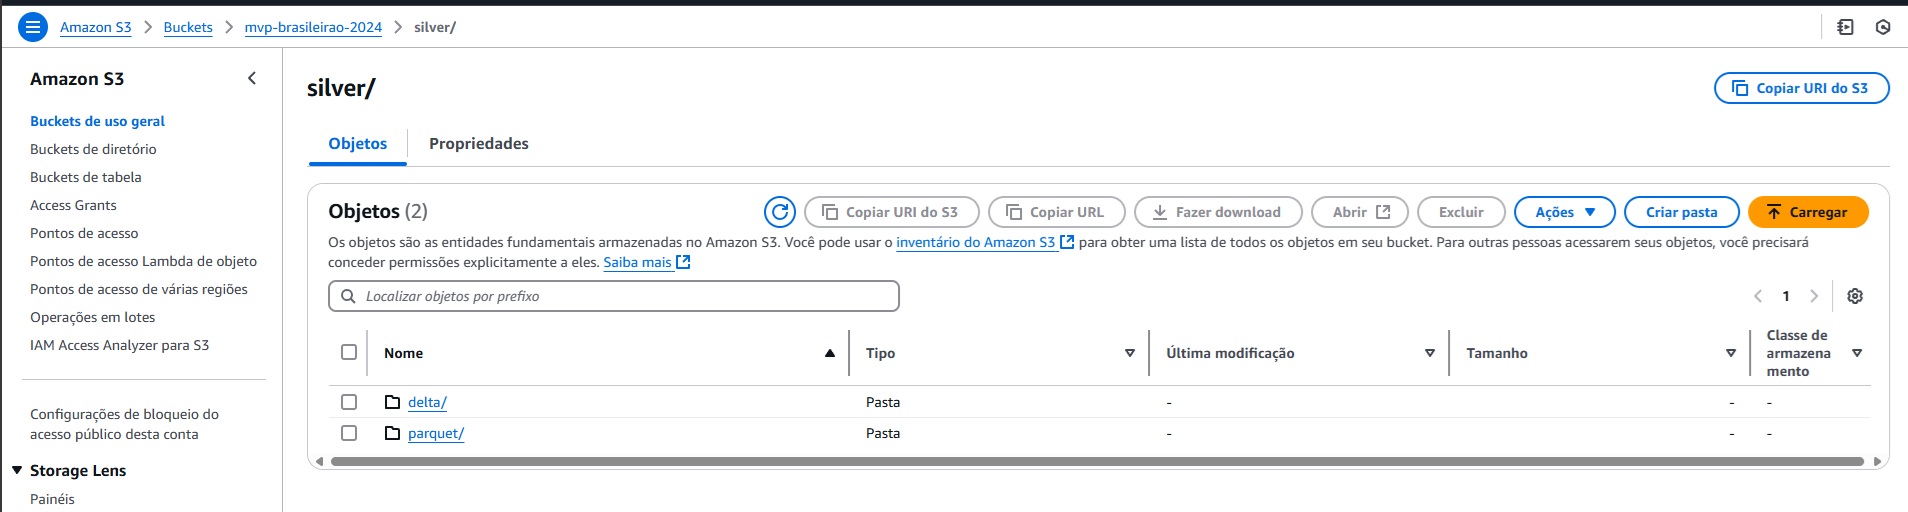 Amazon S3 > Buckets > mvp-brasileirao-2024 > silver/
Amazon S3
Buckets de uso geral
Buckets de diretório
Buckets de tabela
Access Grants
Pontos de acesso
Pontos de acesso Lambda de objeto
Pontos de acesso de várias regiões
Operações em lotes
IAM Access Analyzer para S3
Configurações de bloqueio do
acesso público desta conta
Storage Lens
Painéis
silver/
Copiar URI do S3
Objetos Propriedades
Objetos (2)
Copiar URI do S3 Copiar URL Fazer download Abrir Excluir Ações Criar pasta Carregar
Os objetos são as entidades fundamentais armazenadas no Amazon S3. Você pode usar o inventário do Amazon S3 para obter uma lista de todos os objetos em seu bucket. Para outras pessoas acessarem seus objetos, você precisará
conceder permissões explicitamente a eles. Saiba mais
Localizar objetos por prefixo
1
Nome Tipo Última modificação Tamanho Classe de
armazena
mento
delta/ Pasta - - -
parquet/ Pasta - - -